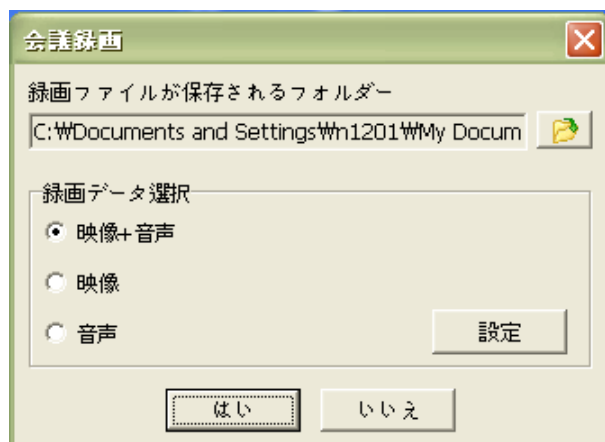 会議録画
録画ファイルが保存されるフォルダー
C:₩Documents and Settings₩n1201₩My Docum
録画データ選択
映像+音声
映像
音声
設定
はい
いいえ